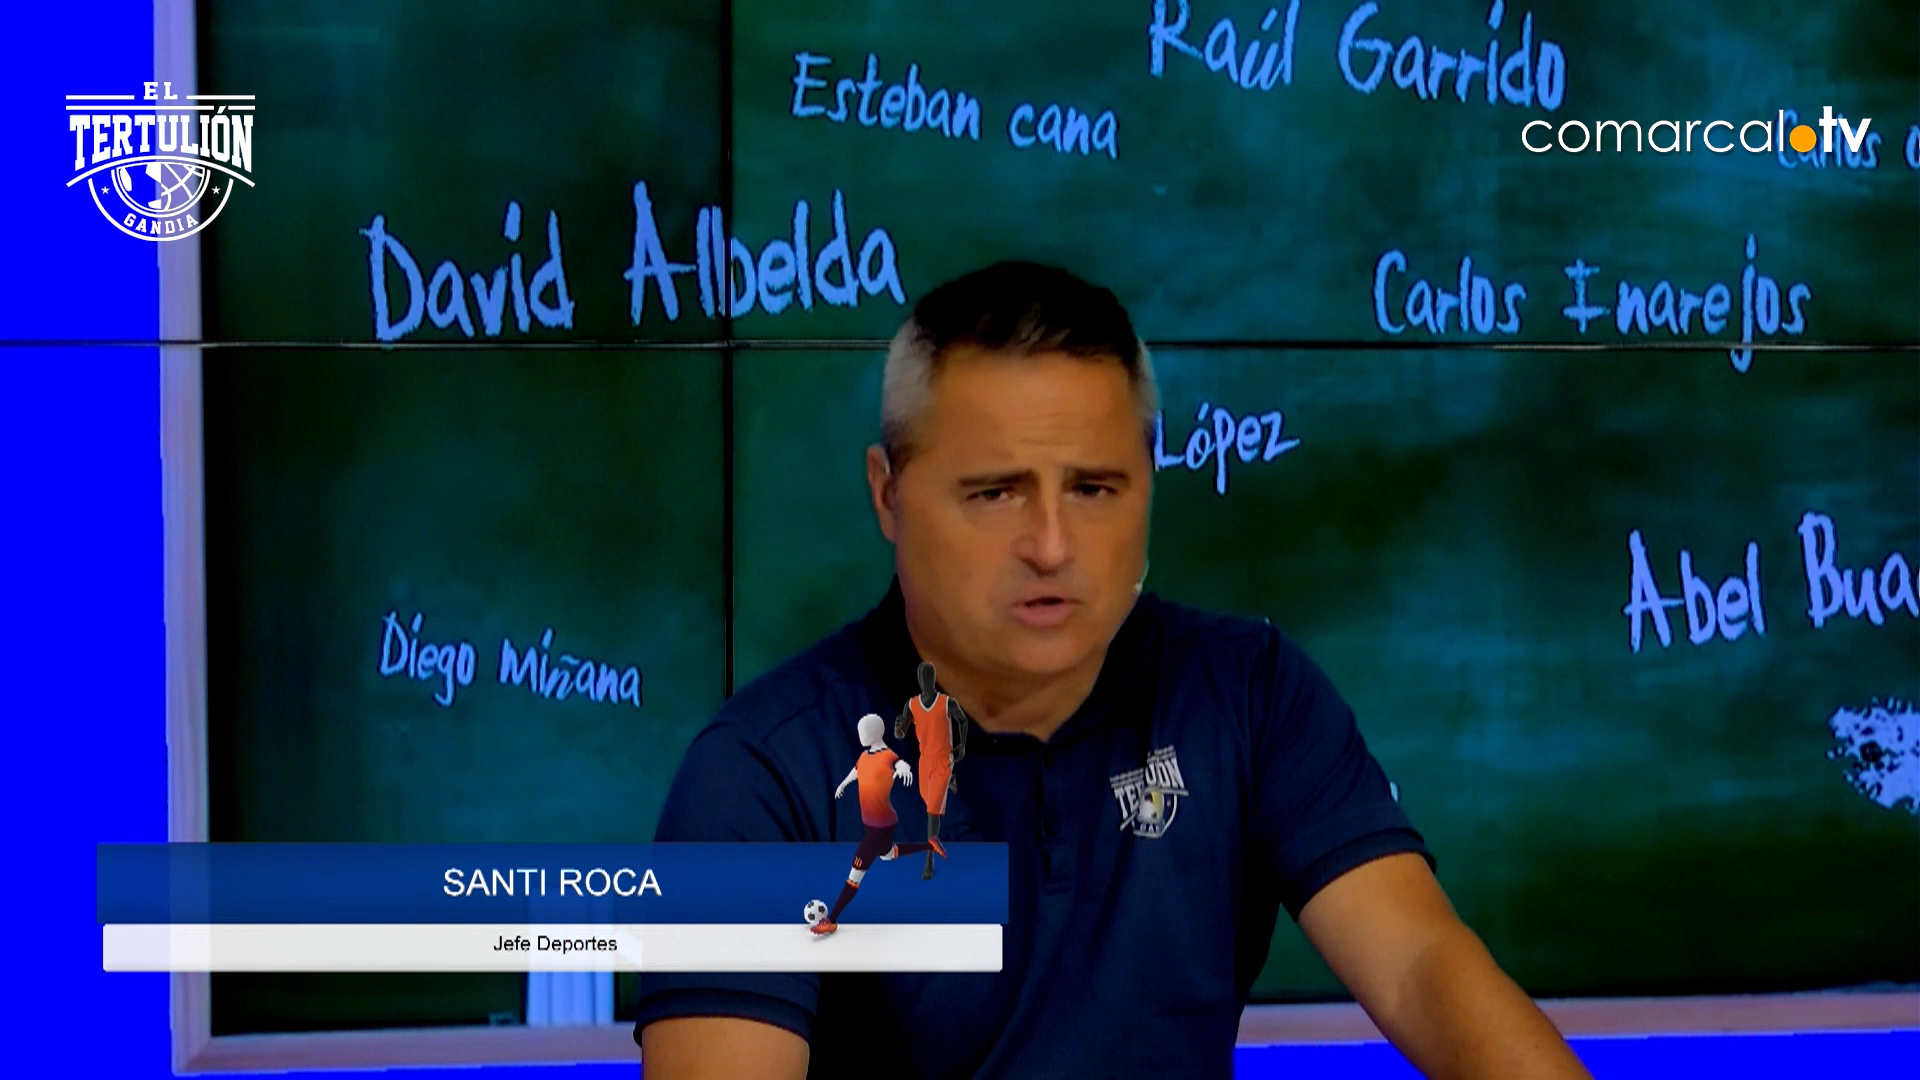 EL
TERTULIÓN
GANDIA
Raúl Garrido
Esteban cana
comarcal.tv
Carlos
David Albelda
Carlos Inarejos
López
Abel
Diego Miñana
SANTI ROCA
Jefe Deportes